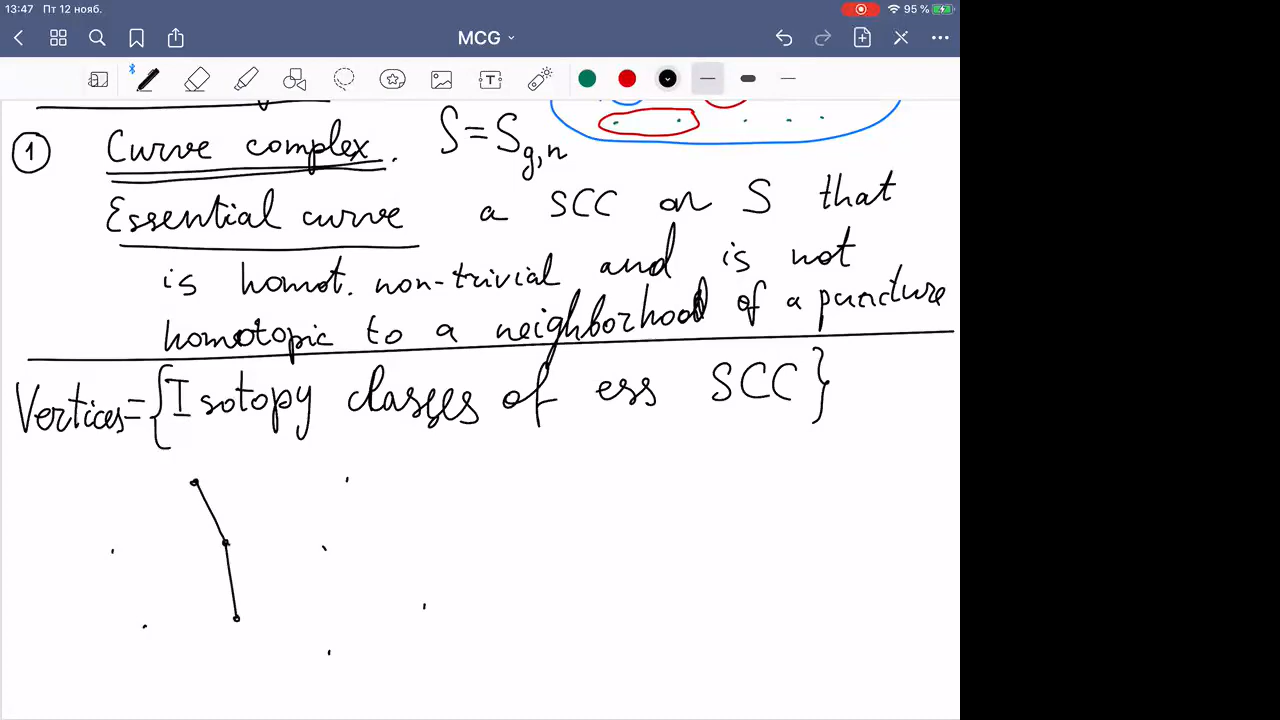 13:47 Пт 12 нояб.
95 %
MCG
① Curve complex. S = S_{g,n}
Essential curve a SCC on S that
is homot. non-trivial and is not
homotopic to a neighborhood of a puncture
Vertices = {Isotopy classes of ess SCC}